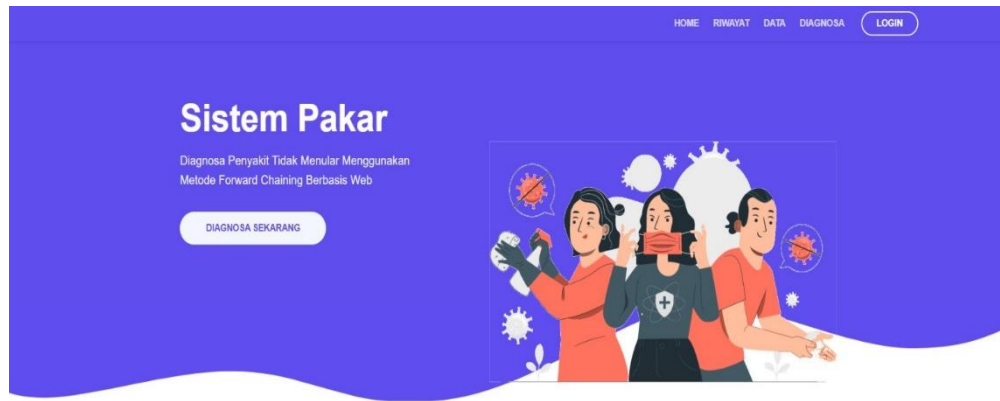 HOME RIWAYAT DATA DIAGNOSA LOGIN
Sistem Pakar
Diagnosa Penyakit Tidak Menular Menggunakan
Metode Forward Chaining Berbasis Web
DIAGNOSA SEKARANG